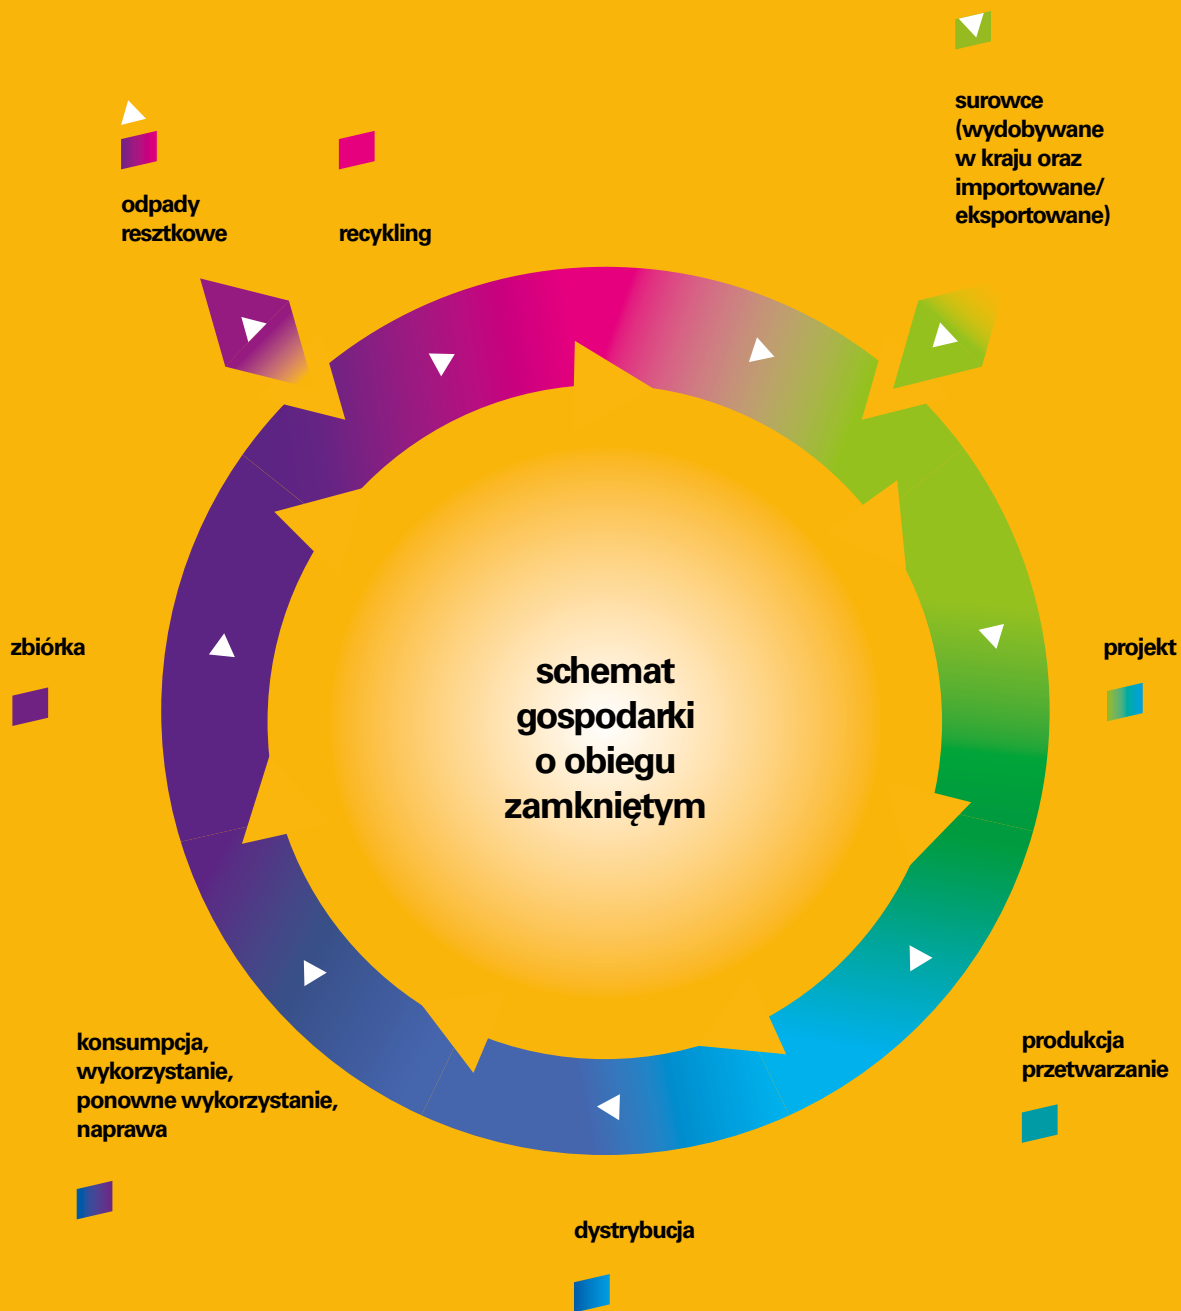 surowce
(wydobywane
w kraju oraz
importowane/
eksportowane)
odpady
resztkowe
recykling
zbiórka
schemat
gospodarki
o obiegu
zamkniętym
projekt
konsumpcja,
wykorzystanie,
ponowne wykorzystanie,
naprawa
produkcja
przetwarzanie
dystrybucja